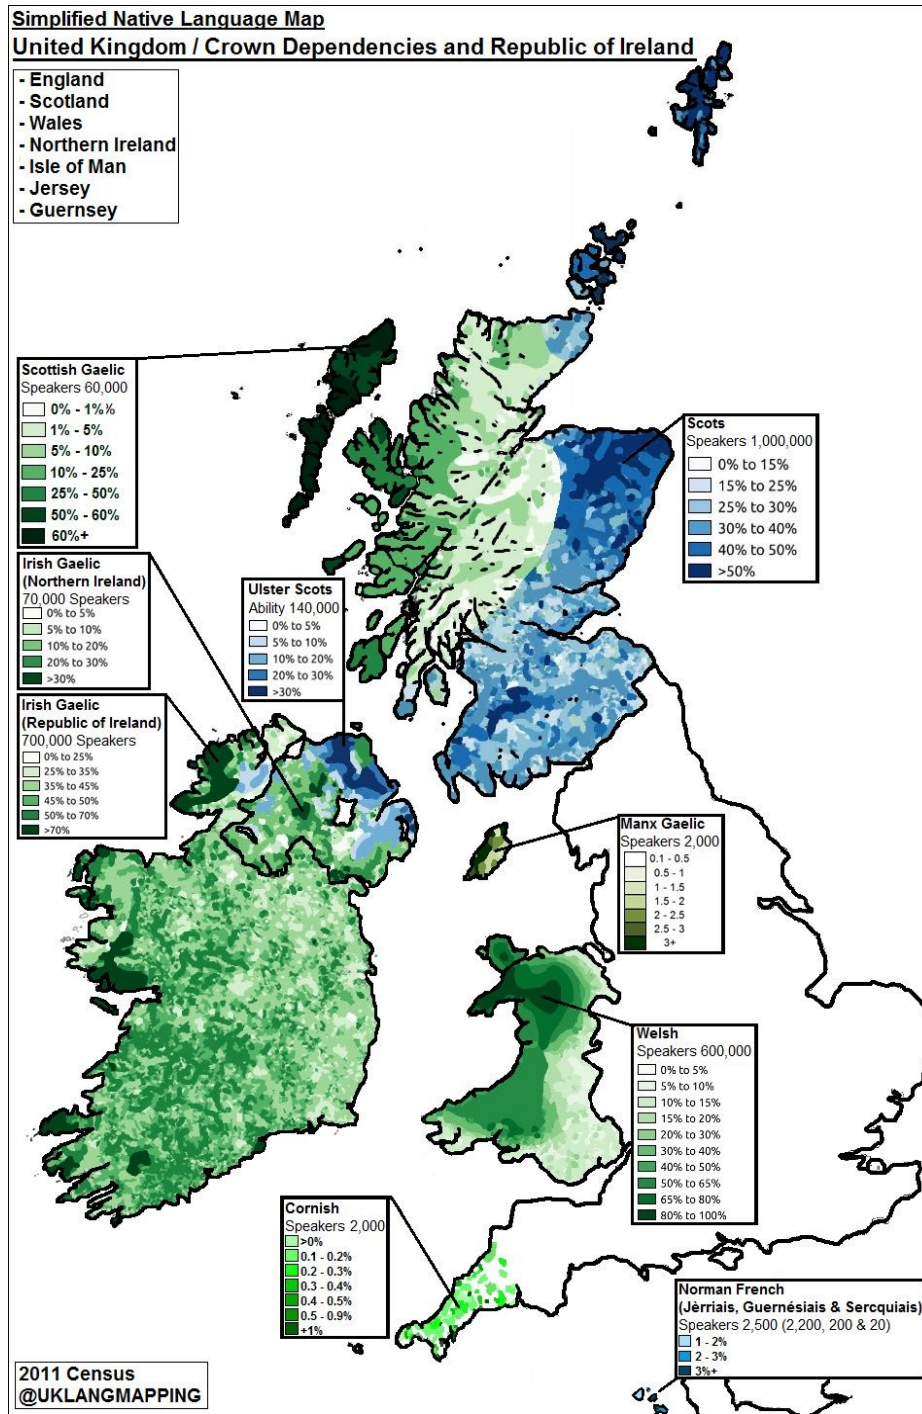 Simplified Native Language Map
United Kingdom / Crown Dependencies and Republic of Ireland
- England
- Scotland
- Wales
- Northern Ireland
- Isle of Man
- Jersey
- Guernsey
Scottish Gaelic
Speakers 60,000
0% - 1%%
1% - 5%
5% - 10%
10% - 25%
25% - 50%
50% - 60%
60%+
Scots
Speakers 1,000,000
0% to 15%
15% to 25%
25% to 30%
30% to 40%
40% to 50%
>50%
Irish Gaelic
(Northern Ireland)
70,000 Speakers
0% to 5%
5% to 10%
10% to 20%
20% to 30%
>30%
Ulster Scots
Ability 140,000
0% to 5%
5% to 10%
10% to 20%
20% to 30%
>30%
Irish Gaelic
(Republic of Ireland)
700,000 Speakers
0% to 25%
25% to 35%
35% to 45%
45% to 50%
50% to 70%
>70%
Manx Gaelic
Speakers 2,000
0.1 - 0.5
0.5 - 1
1 - 1.5
1.5 - 2
2 - 2.5
2.5 - 3
3+
Welsh
Speakers 600,000
0% to 5%
5% to 10%
10% to 15%
15% to 20%
20% to 30%
30% to 40%
40% to 50%
50% to 65%
65% to 80%
80% to 100%
Cornish
Speakers 2,000
>0%
0.1 - 0.2%
0.2 - 0.3%
0.3 - 0.4%
0.4 - 0.5%
0.5 - 0.9%
+1%
Norman French
(Jèrriais, Guernésiais & Sercquiais)
Speakers 2,500 (2,200, 200 & 20)
1 - 2%
2 - 3%
3%+
2011 Census
@UKLANGMAPPING